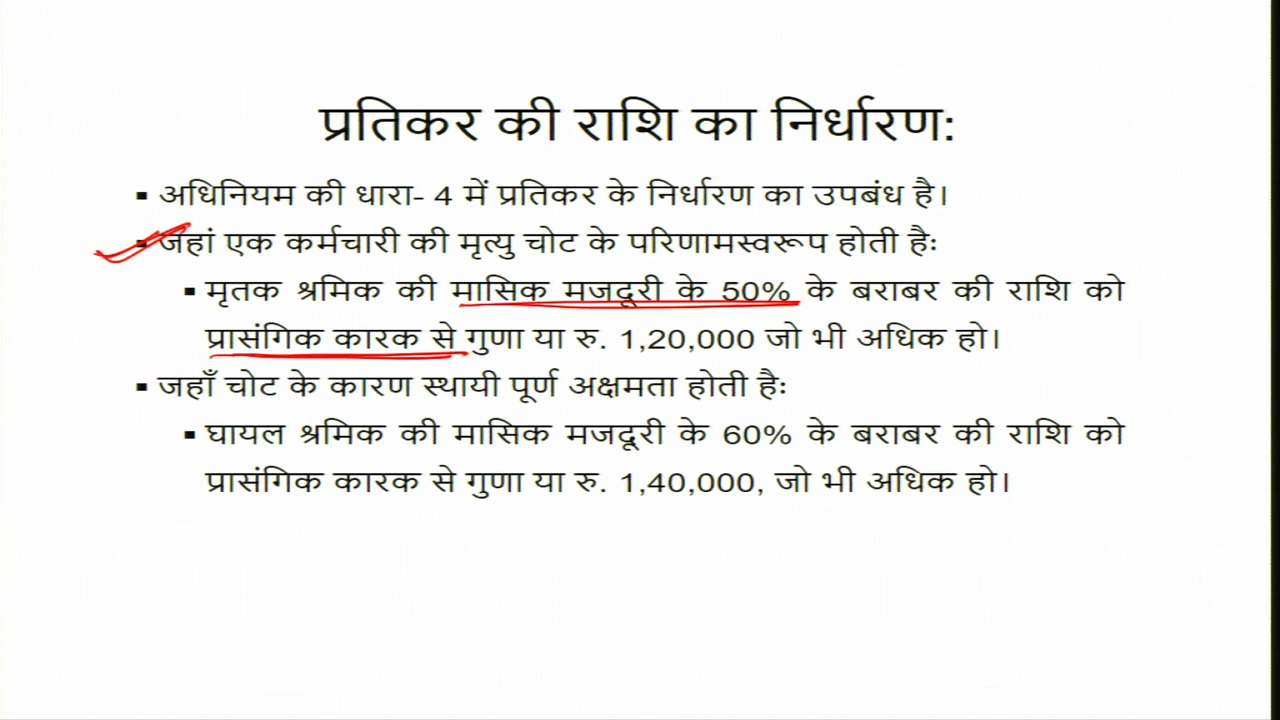 प्रतिकर की राशि का निर्धारण:
▪ अधिनियम की धारा- 4 में प्रतिकर के निर्धारण का उपबंध है।
▪ जहां एक कर्मचारी की मृत्यु चोट के परिणामस्वरूप होती हैः
▪ मृतक श्रमिक की मासिक मजदूरी के 50% के बराबर की राशि को
प्रासंगिक कारक से गुणा या रु. 1,20,000 जो भी अधिक हो।
▪ जहाँ चोट के कारण स्थायी पूर्ण अक्षमता होती हैः
▪ घायल श्रमिक की मासिक मजदूरी के 60% के बराबर की राशि को
प्रासंगिक कारक से गुणा या रु. 1,40,000, जो भी अधिक हो।